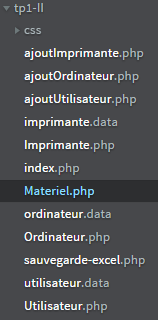 tp1-II
css
ajoutImprimante.php
ajoutOrdinateur.php
ajoutUtilisateur.php
imprimante.data
Imprimante.php
index.php
Materiel.php
ordinateur.data
Ordinateur.php
sauvegarde-excel.php
utilisateur.data
Utilisateur.php